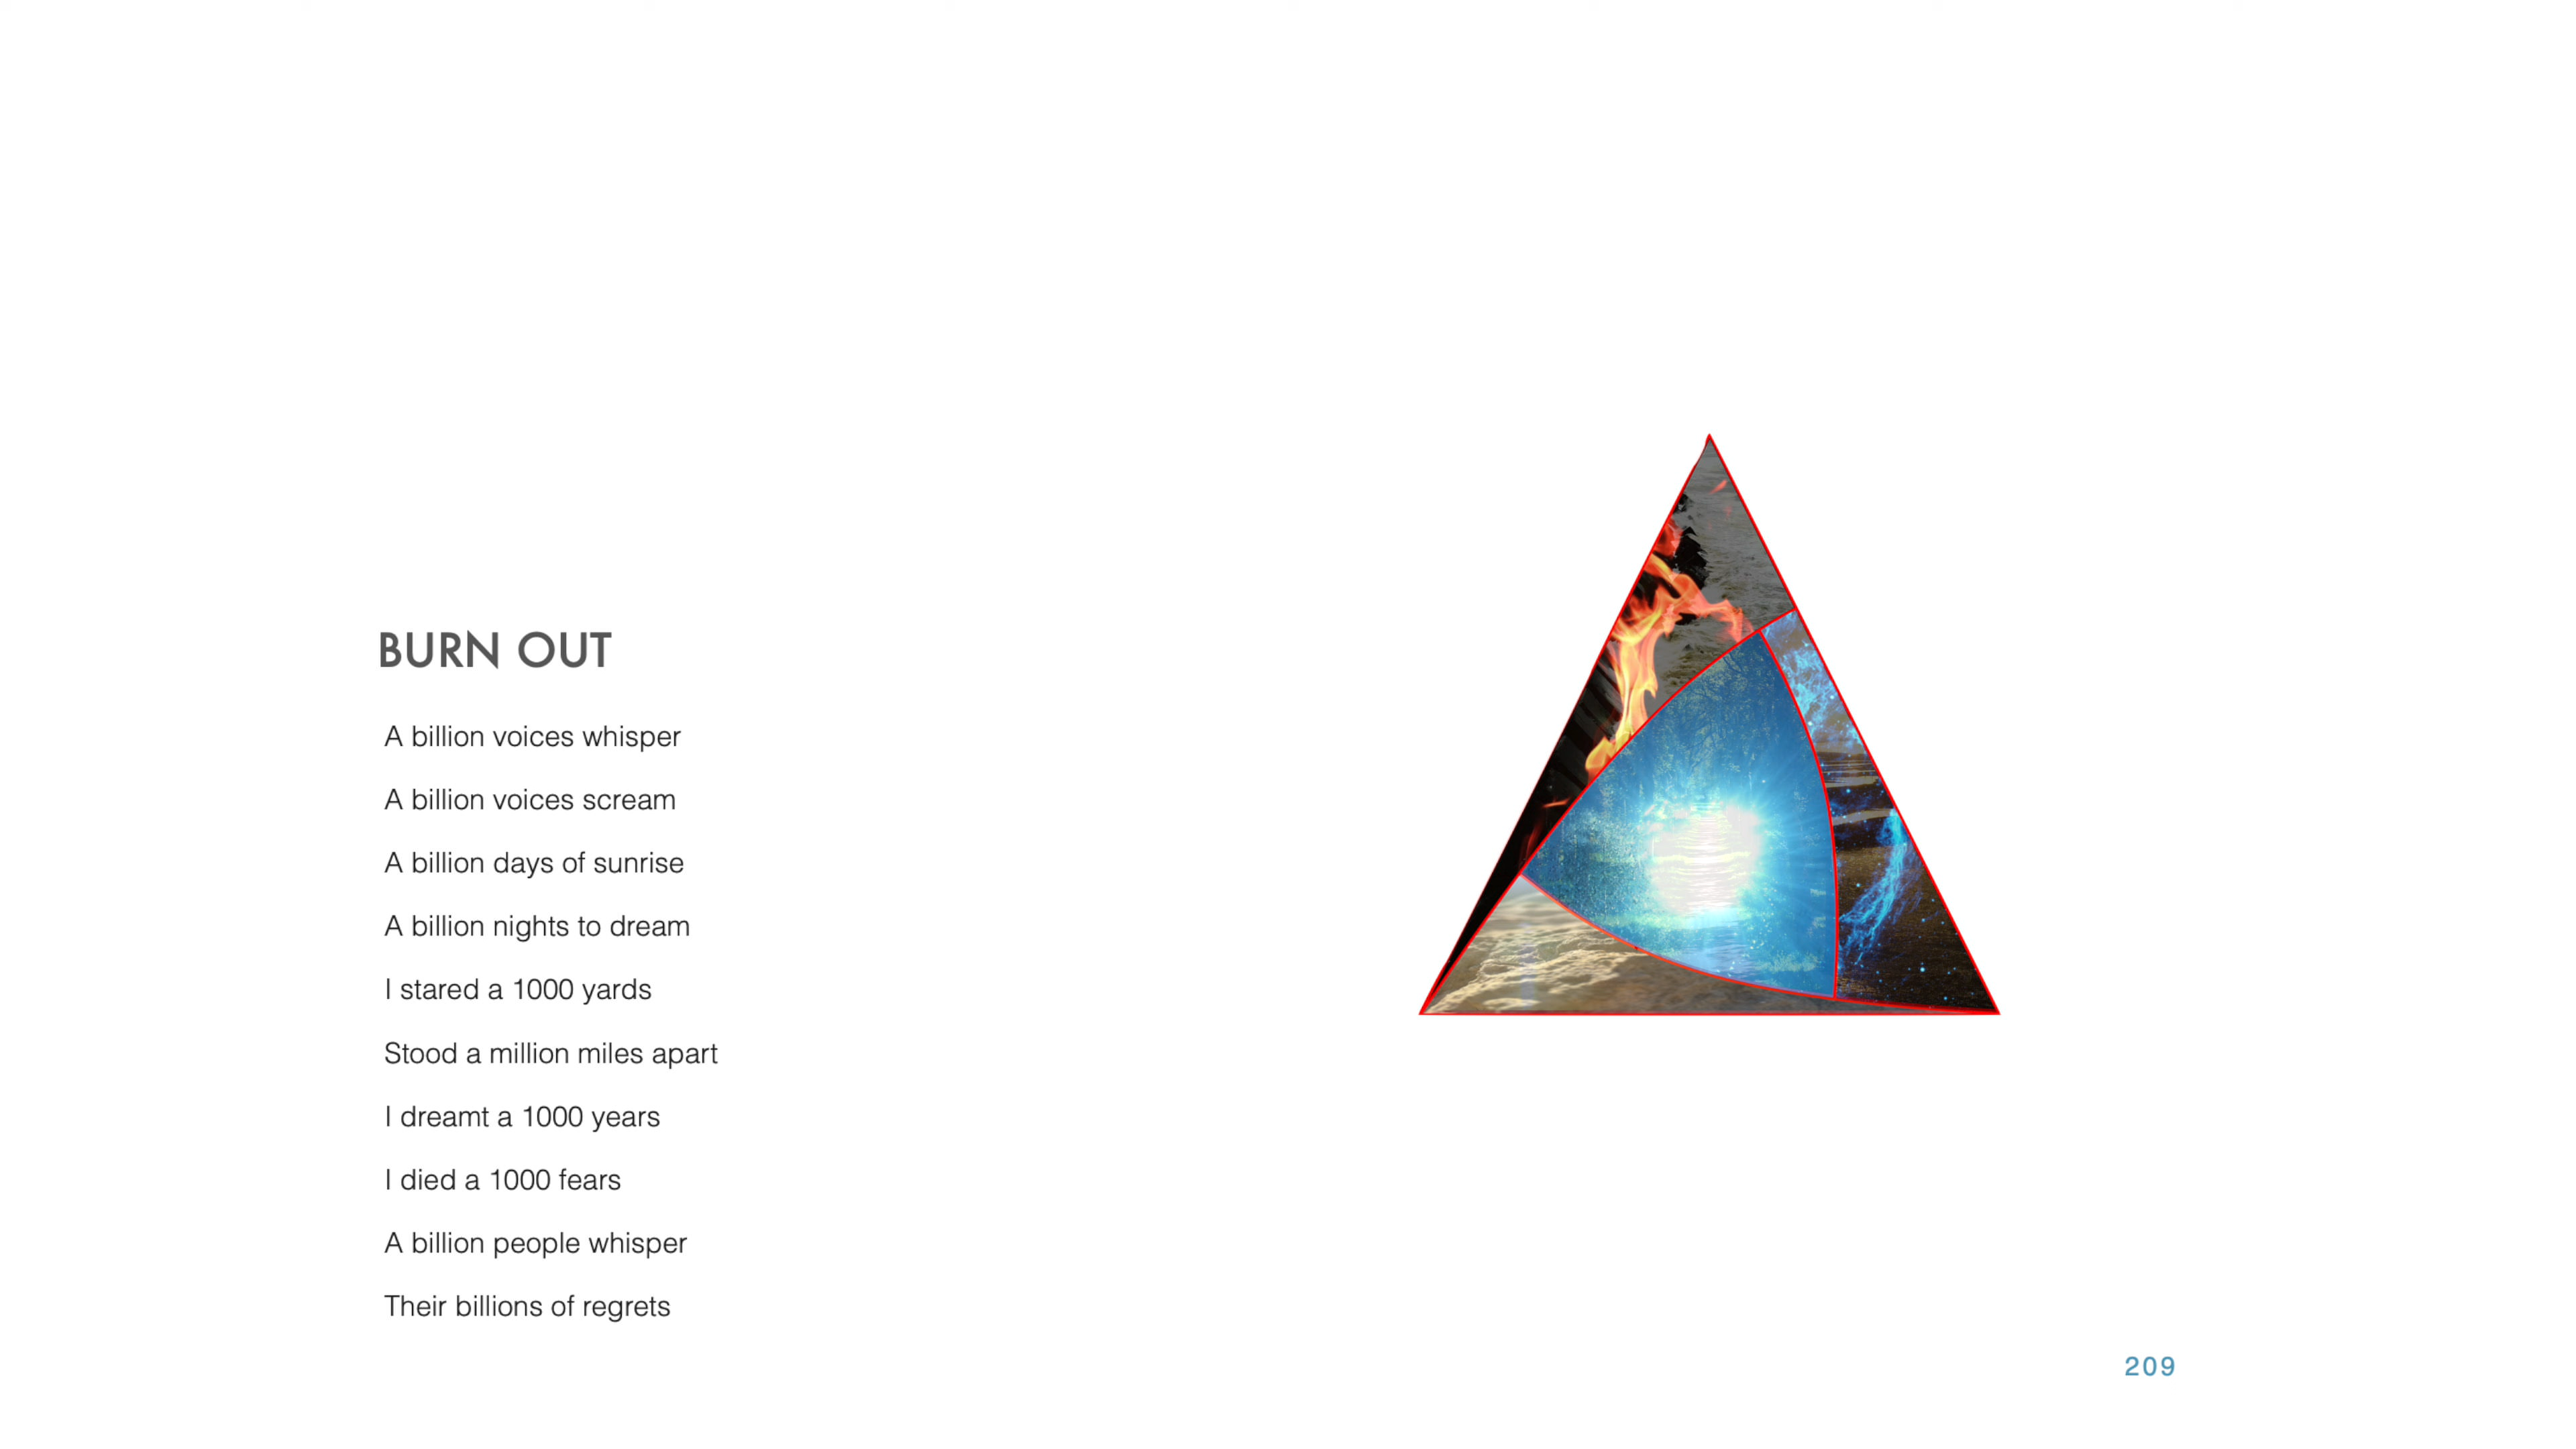 BURN OUT
A billion voices whisper
A billion voices scream
A billion days of sunrise
A billion nights to dream
I stared a 1000 yards
Stood a million miles apart
I dreamt a 1000 years
I died a 1000 fears
A billion people whisper
Their billions of regrets
209